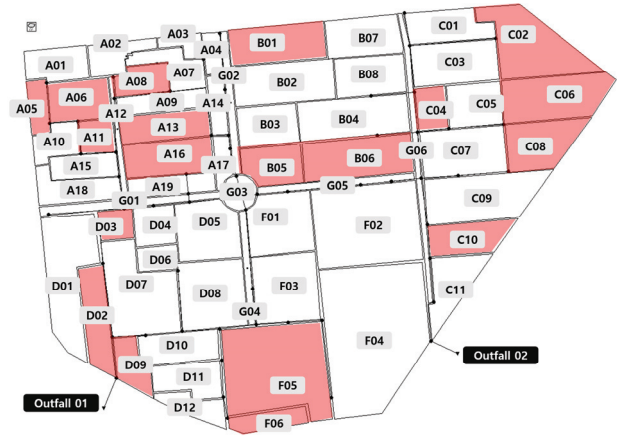 A03
C01
A02
A04
B01
B07
C02
A01
G02
C03
A08
A07
B02
B08
A05
A06
C05
C06
A09
A14
C04
A12
B03
B04
A13
A10
A11
G06
C07
C08
A16
B05
B06
A15
A17
A18
A19
G03
G05
G01
C09
D03
D04
D05
F01
F02
C10
D06
D01
D07
F03
C11
D08
D02
G04
D10
F04
Outfall 02
D09
D11
F05
Outfall 01
D12
F06